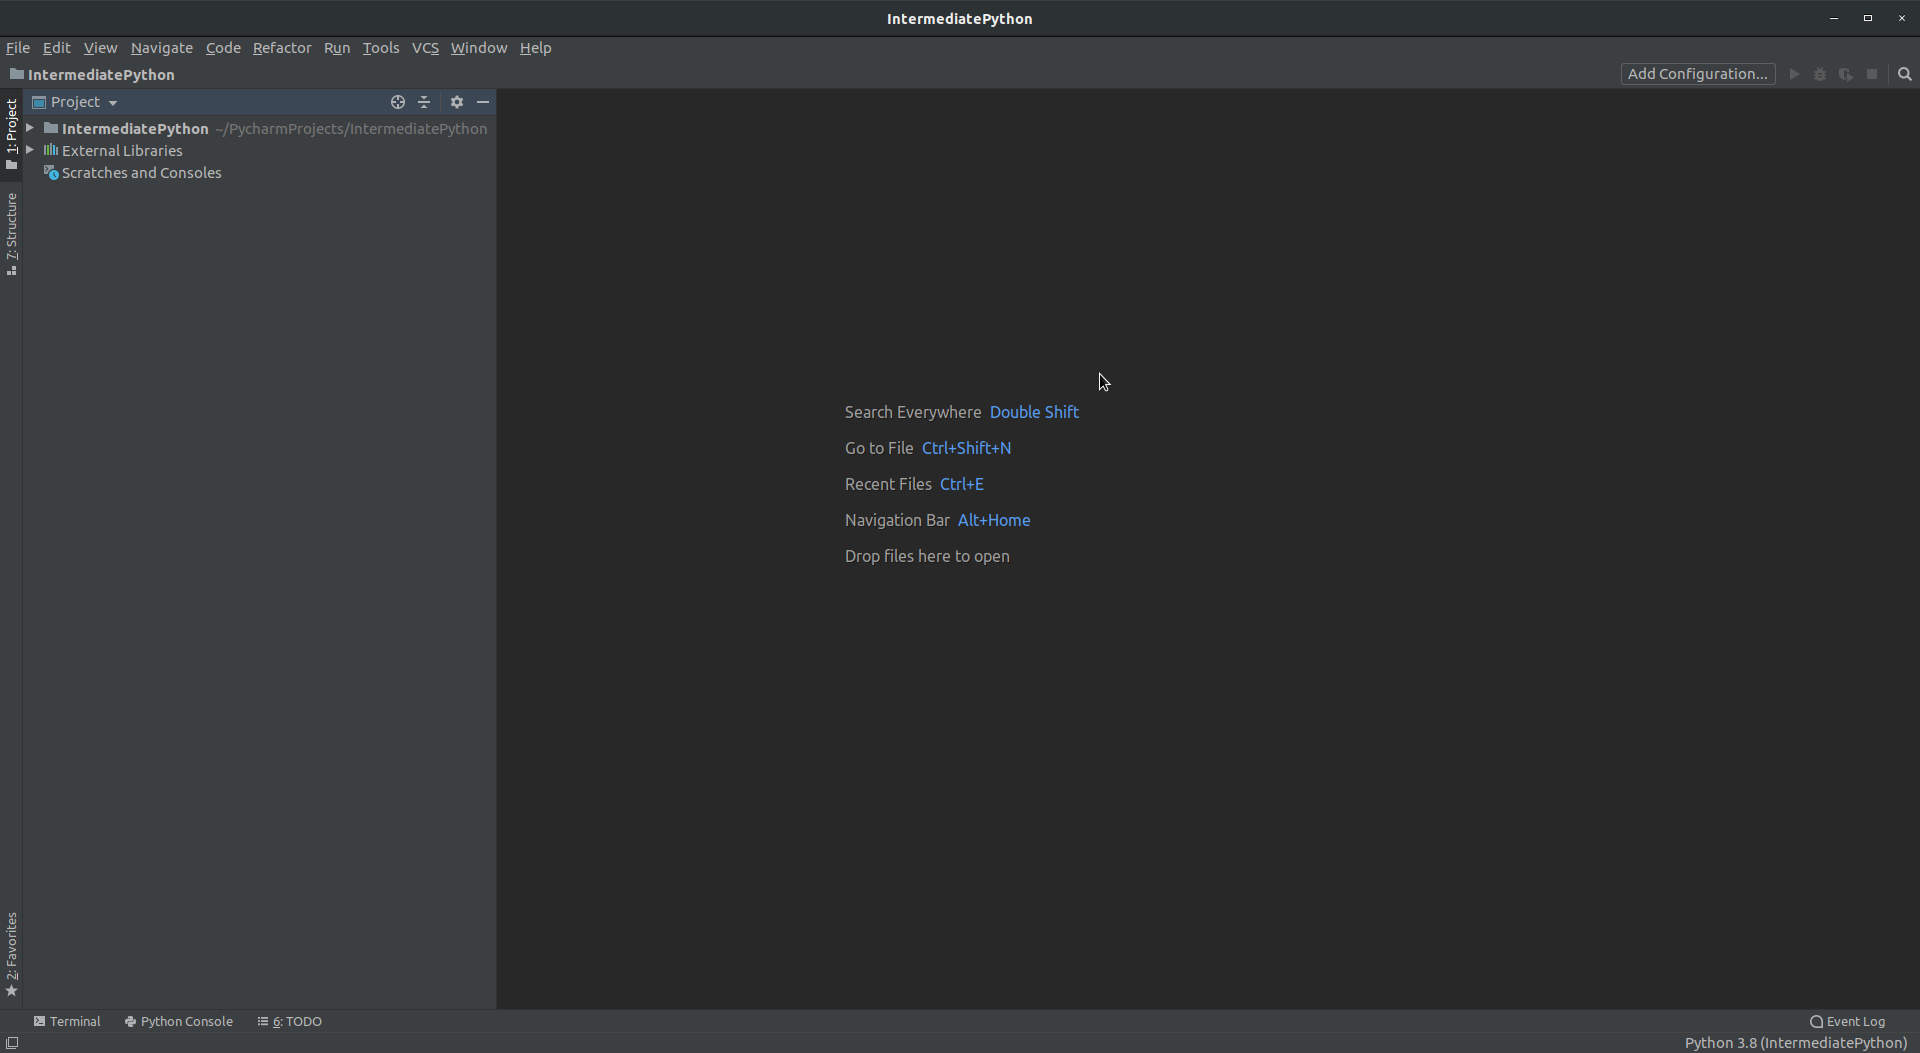 IntermediatePython
File Edit View Navigate Code Refactor Run Tools VCS Window Help
IntermediatePython
Add Configuration...
1: Project
Project
IntermediatePython ~/PycharmProjects/IntermediatePython
External Libraries
Scratches and Consoles
7: Structure
Search Everywhere Double Shift
Go to File Ctrl+Shift+N
Recent Files Ctrl+E
Navigation Bar Alt+Home
Drop files here to open
2: Favorites
Terminal Python Console 6: TODO
Event Log
Python 3.8 (IntermediatePython)